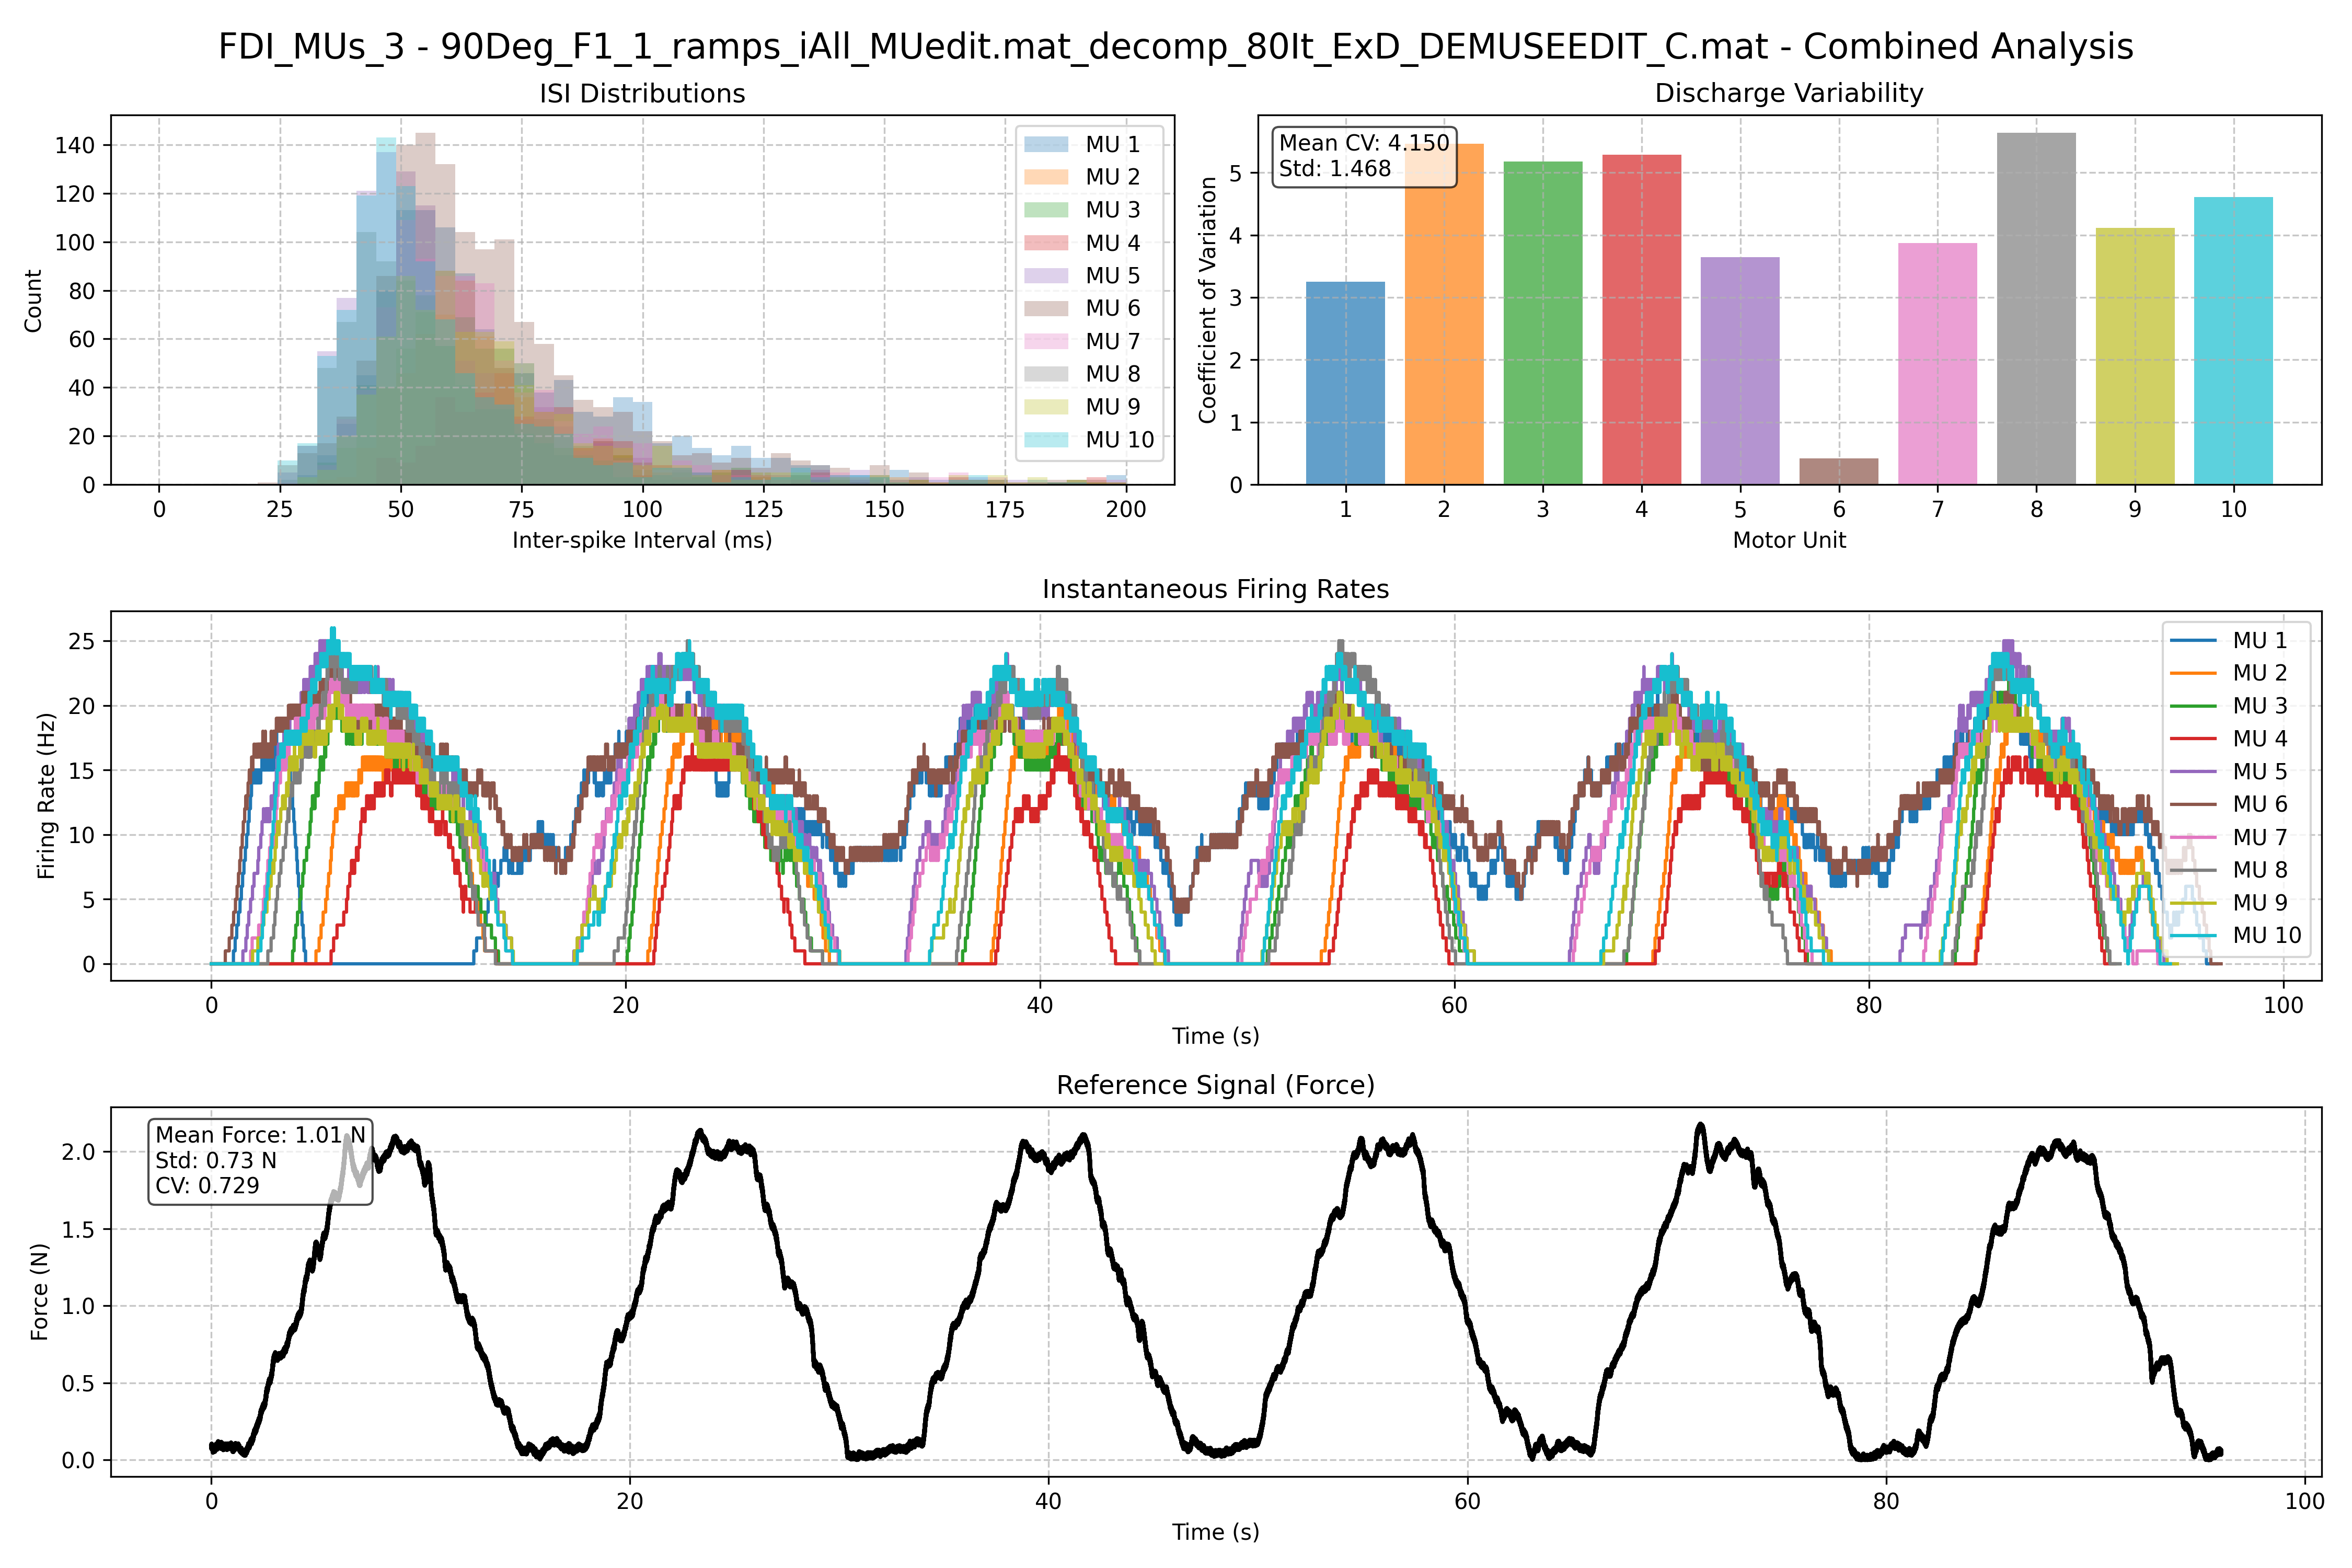 FDI_MUs_3 - 90Deg_F1_1_ramps_iAll_MUedit.mat_decomp_80It_ExD_DEMUSEEDIT_C.mat - Combined Analysis
ISI Distributions
Count
140
120
100
80
60
40
20
0
0 25 50 75 100 125 150 175 200
Inter-spike Interval (ms)
MU 1
MU 2
MU 3
MU 4
MU 5
MU 6
MU 7
MU 8
MU 9
MU 10
Discharge Variability
Mean CV: 4.150
Std: 1.468
Coefficient of Variation
5
4
3
2
1
0
1 2 3 4 5 6 7 8 9 10
Motor Unit
Instantaneous Firing Rates
Firing Rate (Hz)
25
20
15
10
5
0
0 20 40 60 80 100
Time (s)
MU 1
MU 2
MU 3
MU 4
MU 5
MU 6
MU 7
MU 8
MU 9
MU 10
Reference Signal (Force)
Mean Force: 1.01 N
Std: 0.73 N
CV: 0.729
Force (N)
2.0
1.5
1.0
0.5
0.0
0 20 40 60 80 100
Time (s)